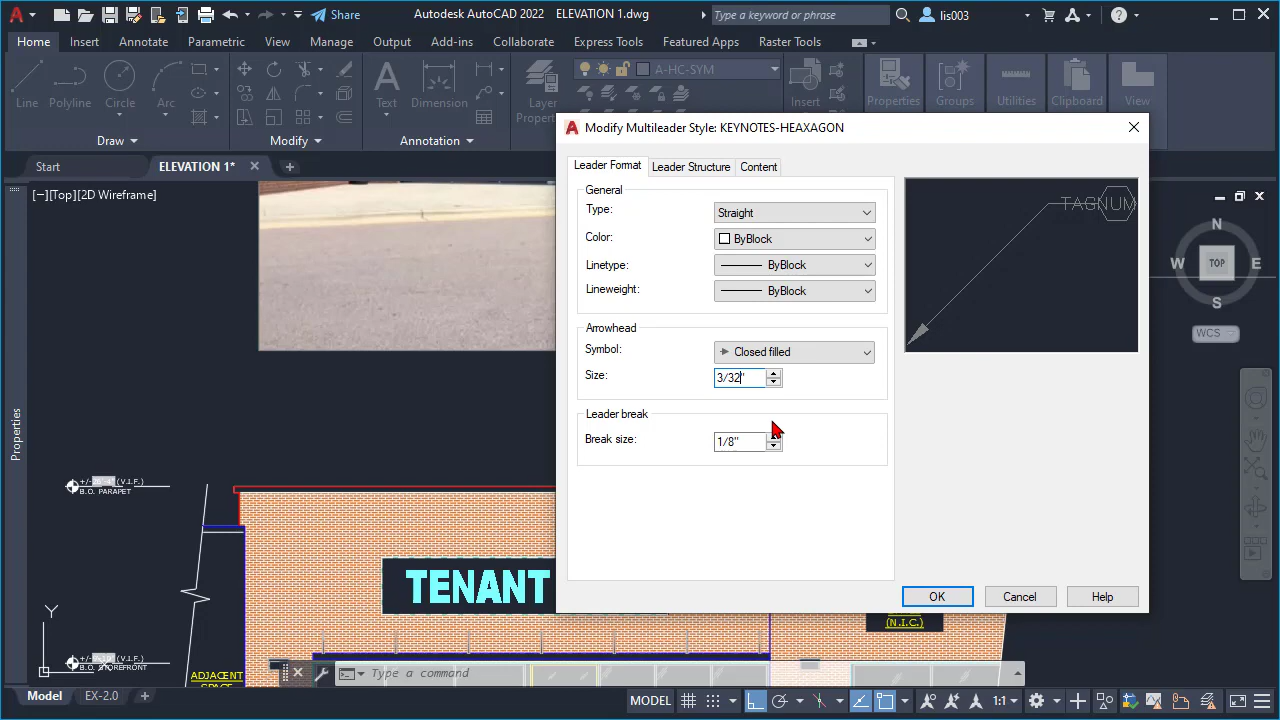 Share
Autodesk AutoCAD 2022 ELEVATION 1.dwg
Type a keyword or phrase
lis003
Home Insert Annotate Parametric View Manage Output Add-ins Collaborate Express Tools Featured Apps Raster Tools
A-HC-SYM
Line Polyline Circle Arc Text Dimension Layer Insert Properties Groups Utilities Clipboard View
Draw Modify Annotation
Start ELEVATION 1* 
[−][Top][2D Wireframe]
Modify Multileader Style: KEYNOTES-HEAXAGON
Leader Format Leader Structure Content
General
Type: Straight
Color: ByBlock
Linetype: ByBlock
Lineweight: ByBlock
Arrowhead
Symbol: Closed filled
Size: 3/32"
Leader break
Break size: 1/8"
TAGNUM
OK Cancel Help
N
W TOP E
S
WCS
Properties
(V.I.F.)
B.O. PARAPET
TENANT
(N.I.C.)
Y
(V.I.F.)
B.O. STOREFRONT
ADJACENT
SPACE
Type a command
Model EX-2.0
MODEL 1:1